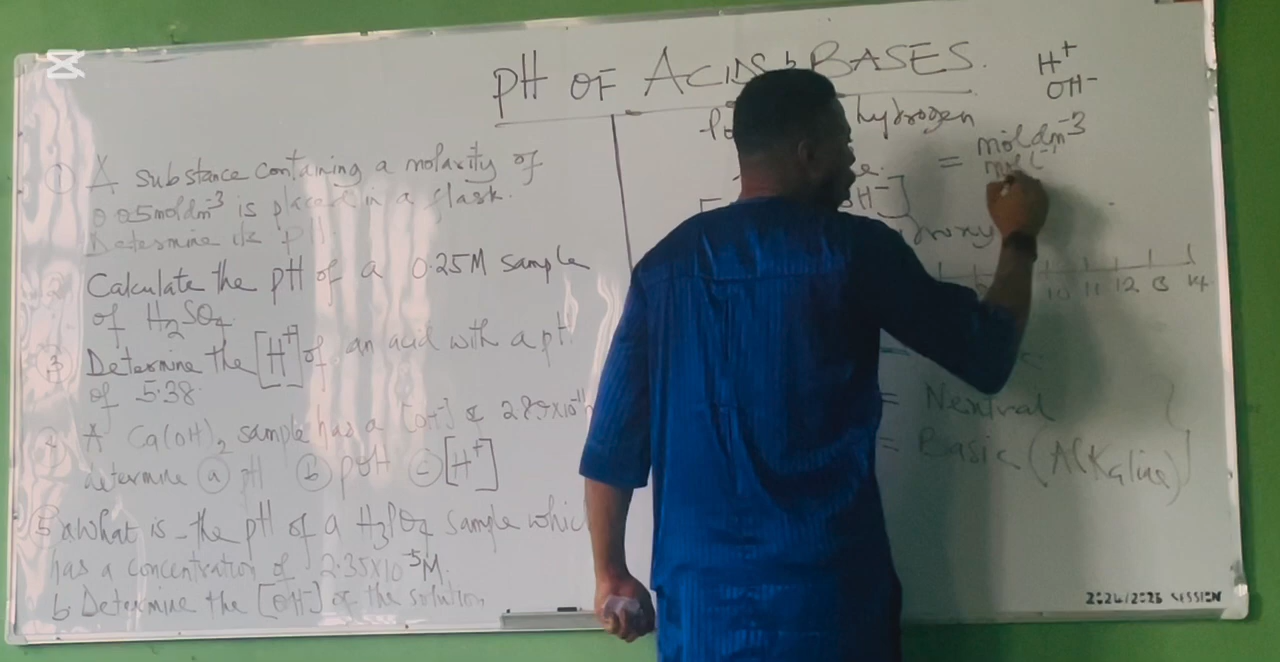 pH OF ACIDS & BASES.
H+
OH-
① A substance containing a molarity of
0.05moldm-3 is placed in a flask.
Determine its pH.
Calculate the pH of a 0.25M sample
of H2SO4.
③ Determine the [H+] of an acid with a pH
of 5.38.
④ A Ca(OH)2 sample has a [OH-]
determine ⓐ pH ⓑ pOH ⓒ [H+]
⑤ a What is the pH of a H3PO4 sample whic
has a concentration of 2.35x10-5M.
b. Determine the [OH-] of the solution
hydrogen
= moldm-3
OH-]
10 11 12 13 14
= Neutral
= Basic (Alkaline)
2024/2025 SESSION